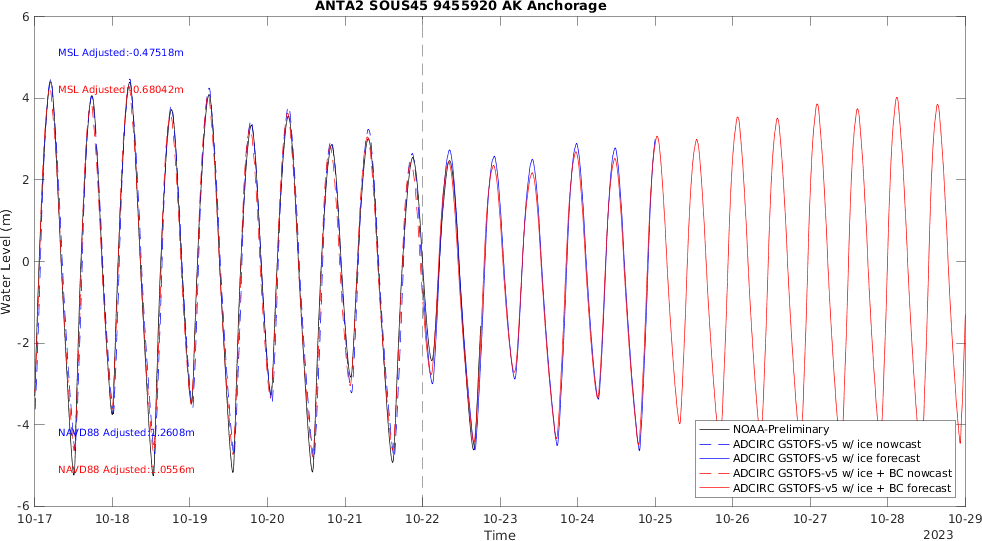 ANTA2 SOUS45 9455920 AK Anchorage
6
4
2
0
-2
-4
-6
Water Level (m)
MSL Adjusted:-0.47518m
MSL Adjusted:-0.68042m
NAVD88 Adjusted:1.2608m
NAVD88 Adjusted:1.0556m
NOAA-Preliminary
ADCIRC GSTOFS-v5 w/ ice nowcast
ADCIRC GSTOFS-v5 w/ ice forecast
ADCIRC GSTOFS-v5 w/ ice + BC nowcast
ADCIRC GSTOFS-v5 w/ ice + BC forecast
10-17 10-18 10-19 10-20 10-21 10-22 10-23 10-24 10-25 10-26 10-27 10-28 10-29
Time
2023